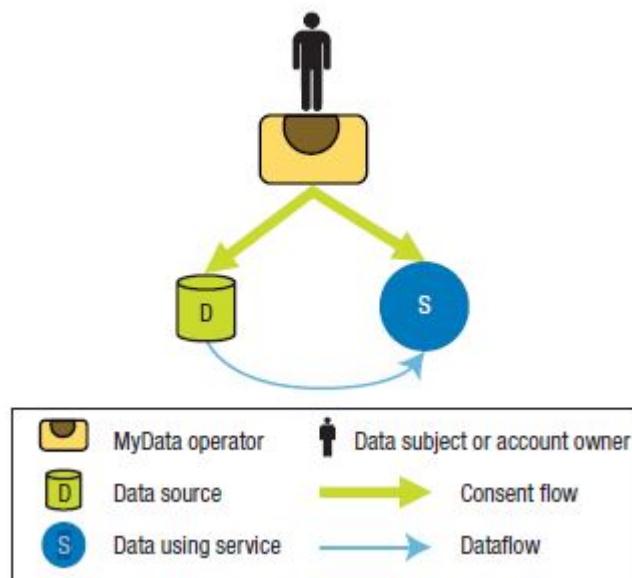 D
S
MyData operator
Data subject or account owner
D
Data source
Consent flow
S
Data using service
Dataflow